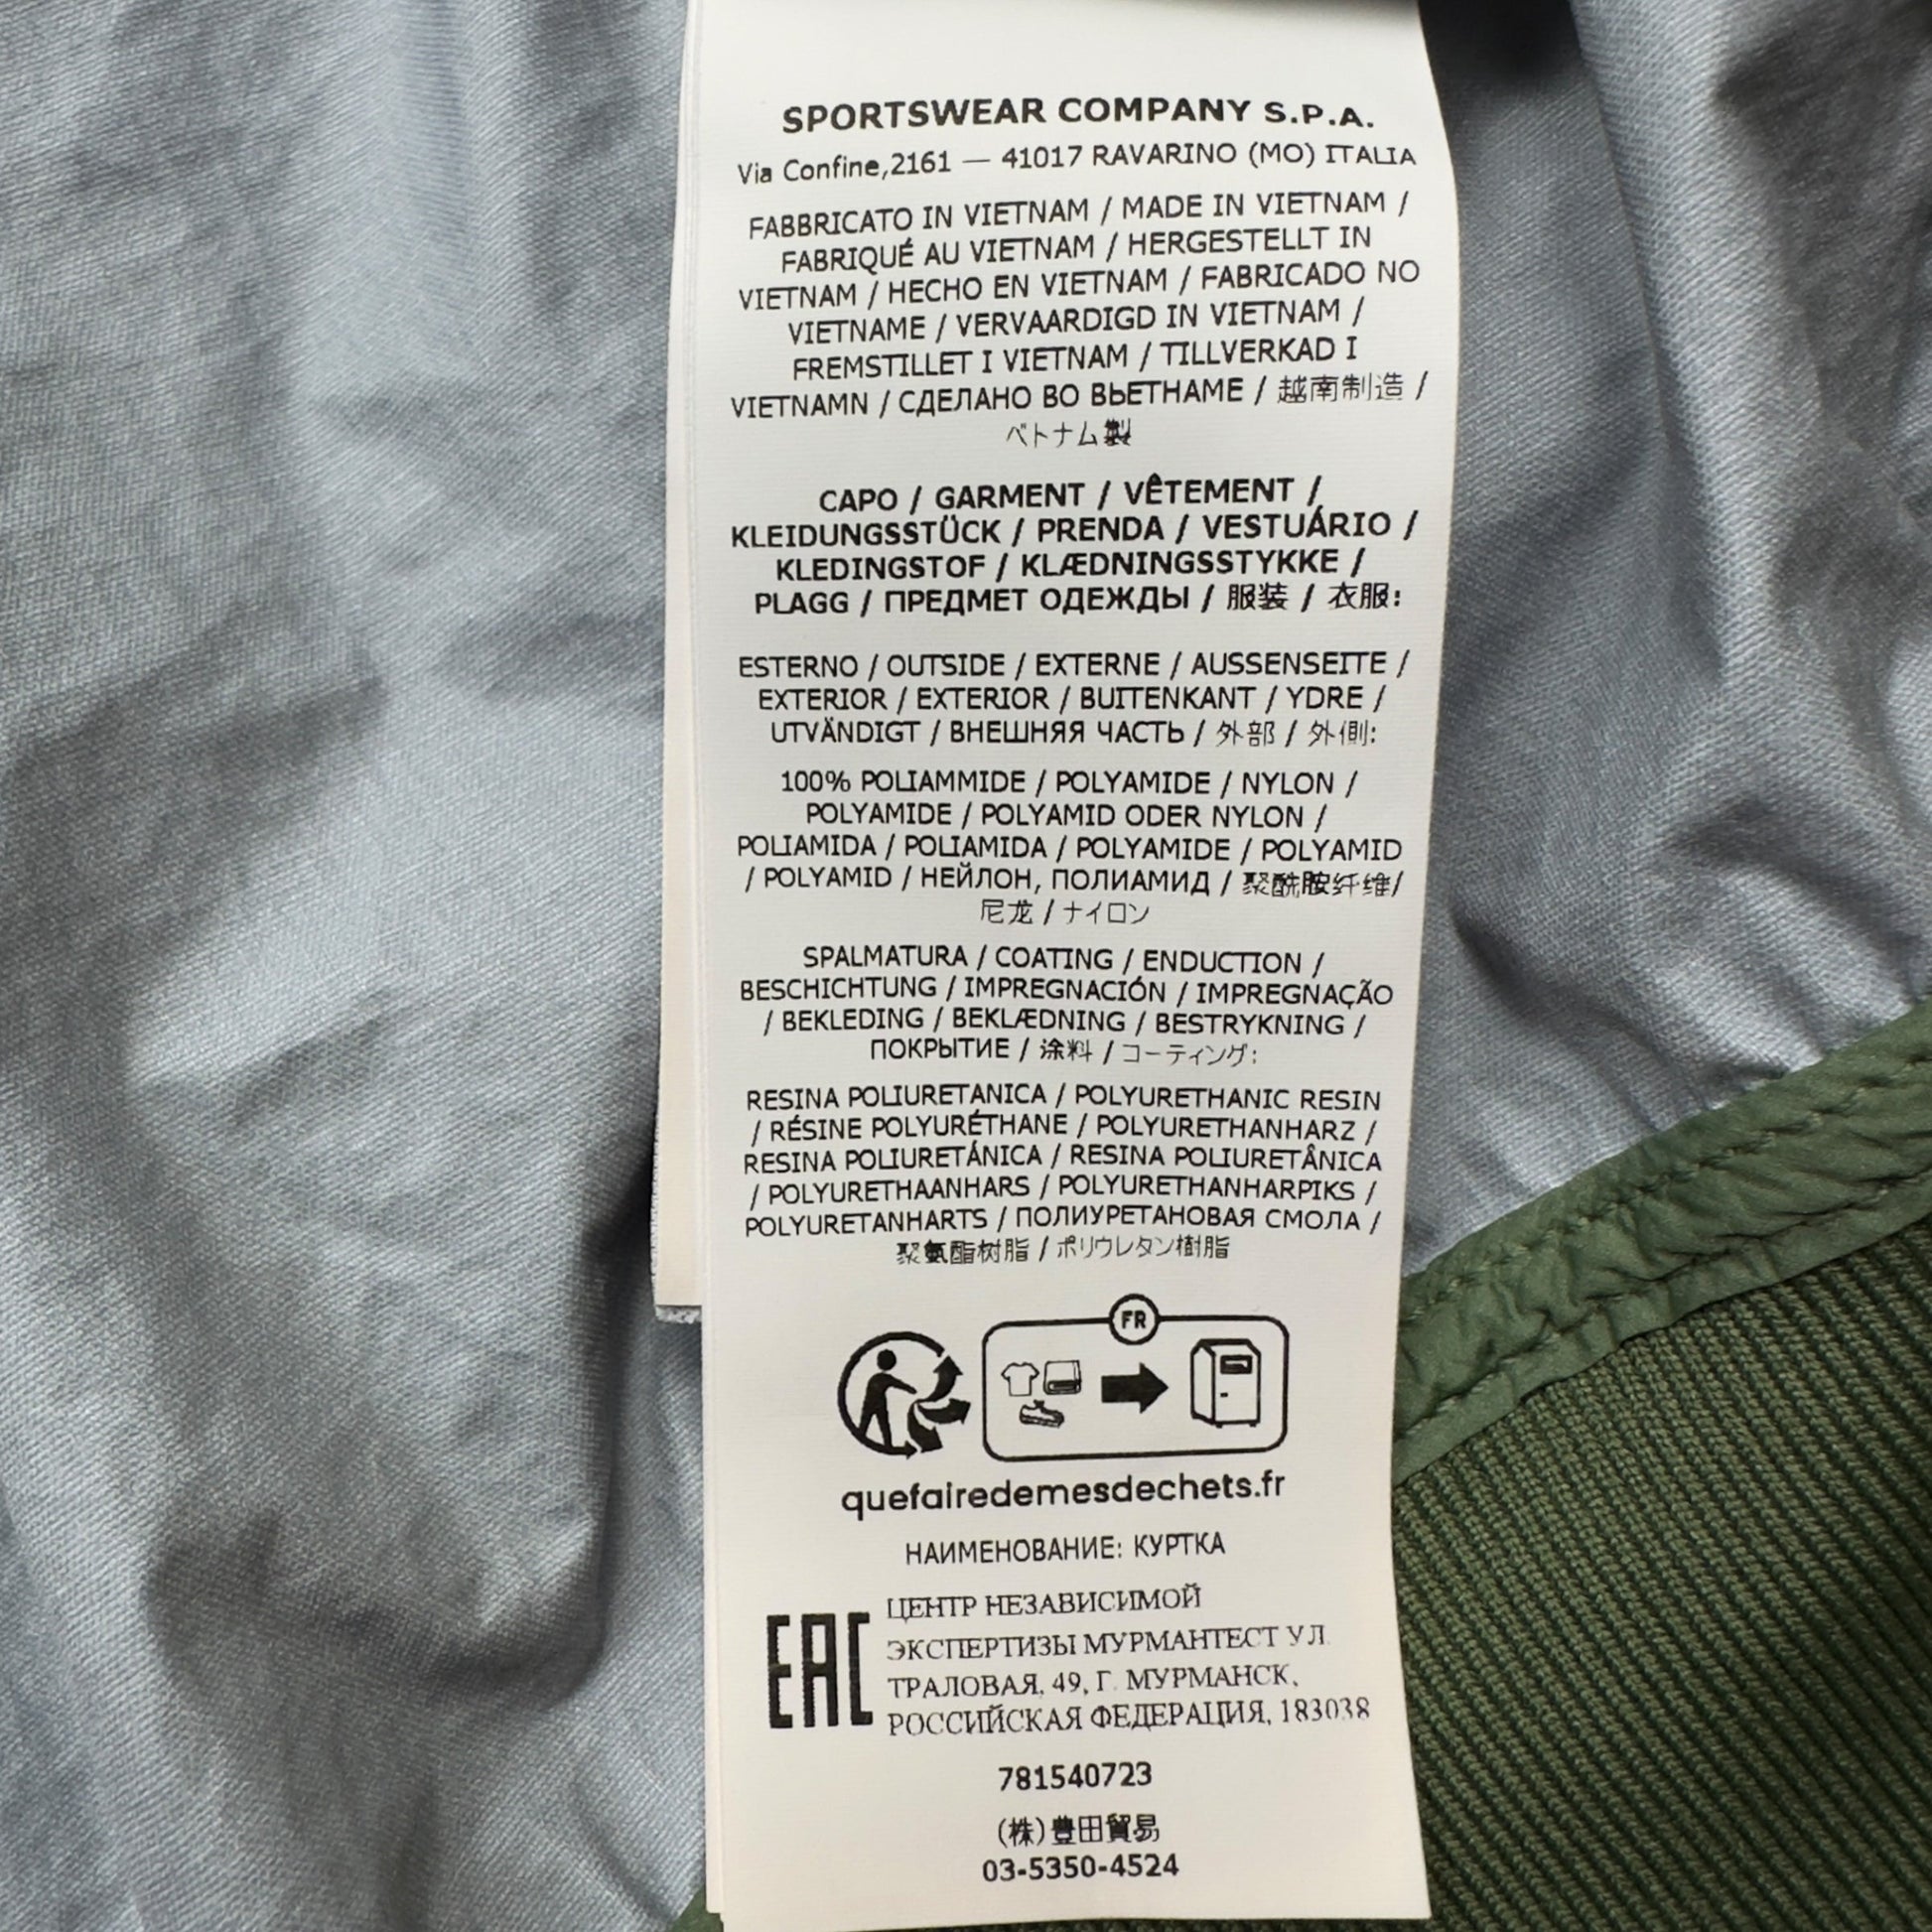 SPORTSWEAR COMPANY S.P.A.
Via Confine,2161 — 41017 RAVARINO (MO) ITALIA
FABBRICATO IN VIETNAM / MADE IN VIETNAM /
FABRIQUÉ AU VIETNAM / HERGESTELLT IN
VIETNAM / HECHO EN VIETNAM / FABRICADO NO
VIETNAME / VERVAARDIGD IN VIETNAM /
FREMSTILLET I VIETNAM / TILLVERKAD I
VIETNAMN / СДЕЛАНО ВО ВЬЕТНАМЕ / 越南制造 /
ベトナム製
CAPO / GARMENT / VÊTEMENT /
KLEIDUNGSSTÜCK / PRENDA / VESTUÁRIO /
KLEDINGSTOF / KLÆDNINGSSTYKKE /
PLAGG / ПРЕДМЕТ ОДЕЖДЫ / 服装 / 衣服:
ESTERNO / OUTSIDE / EXTERNE / AUSSENSEITE /
EXTERIOR / EXTERIOR / BUITENKANT / YDRE /
UTVÄNDIGT / ВНЕШНЯЯ ЧАСТЬ / 外部 / 外側:
100% POLIAMMIDE / POLYAMIDE / NYLON /
POLYAMIDE / POLYAMID ODER NYLON /
POLIAMIDA / POLIAMIDA / POLYAMIDE / POLYAMID
/ POLYAMID / НЕЙЛОН, ПОЛИАМИД / 聚酰胺纤维/
尼龙 / ナイロン
SPALMATURA / COATING / ENDUCTION /
BESCHICHTUNG / IMPREGNACIÓN / IMPREGNAÇÃO
/ BEKLEDING / BEKLÆDNING / BESTRYKNING /
ПОКРЫТИЕ / 涂料 / コーティング:
RESINA POLIURETANICA / POLYURETHANIC RESIN
/ RÉSINE POLYURÉTHANE / POLYURETHANHARZ /
RESINA POLIURETÁNICA / RESINA POLIURETÂNICA
/ POLYURETHAANHARS / POLYURETHANHARPIKS /
POLYURETANHARTS / ПОЛИУРЕТАНОВАЯ СМОЛА /
聚氨酯树脂 / ポリウレタン樹脂
FR
quefairedemesdechets.fr
НАИМЕНОВАНИЕ: КУРТКА
EAC
ЦЕНТР НЕЗАВИСИМОЙ
ЭКСПЕРТИЗЫ МУРМАНТЕСТ УЛ.
ТРАЛОВАЯ, 49, Г. МУРМАНСК,
РОССИЙСКАЯ ФЕДЕРАЦИЯ, 183038
781540723
(株)豊田貿易
03-5350-4524